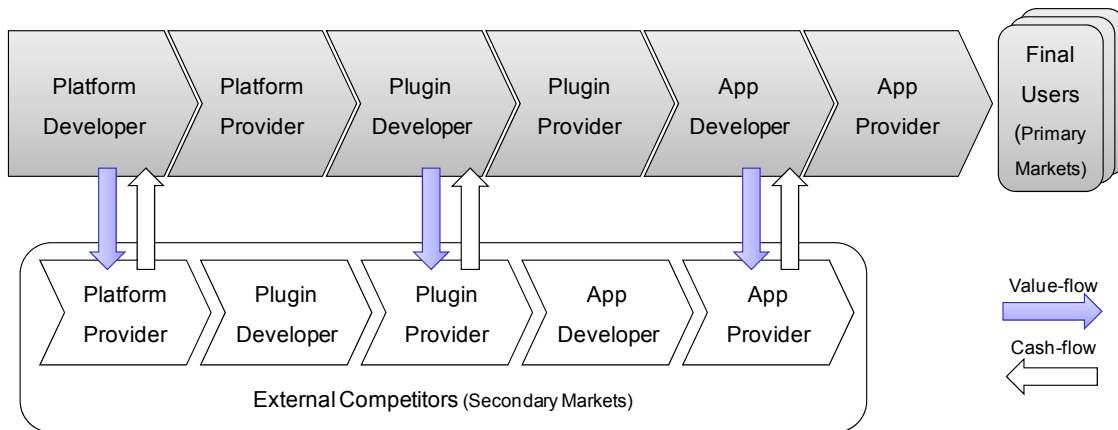 Platform
Developer
Platform
Provider
Plugin
Developer
Plugin
Provider
App
Developer
App
Provider
Final
Users
(Primary
Markets)
Platform
Provider
Plugin
Developer
Plugin
Provider
App
Developer
App
Provider
External Competitors (Secondary Markets)
Value-flow
Cash-flow